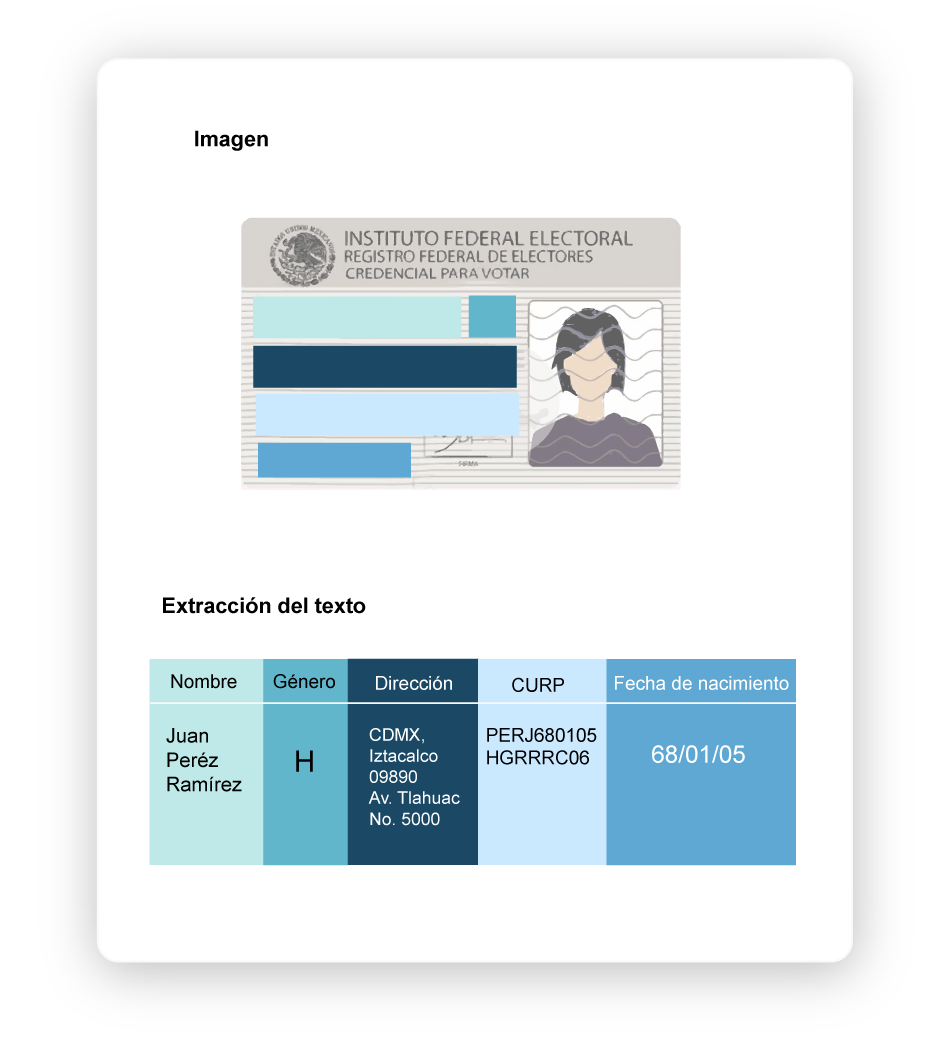 Imagen
ESTADOS UNIDOS MEXICANOS
INSTITUTO FEDERAL ELECTORAL
REGISTRO FEDERAL DE ELECTORES
CREDENCIAL PARA VOTAR
FIRMA
Extracción del texto
Nombre Género Dirección CURP Fecha de nacimiento
Juan
Peréz
Ramírez
H
CDMX,
Iztacalco
09890
Av. Tlahuac
No. 5000
PERJ680105
HGRRRC06
68/01/05